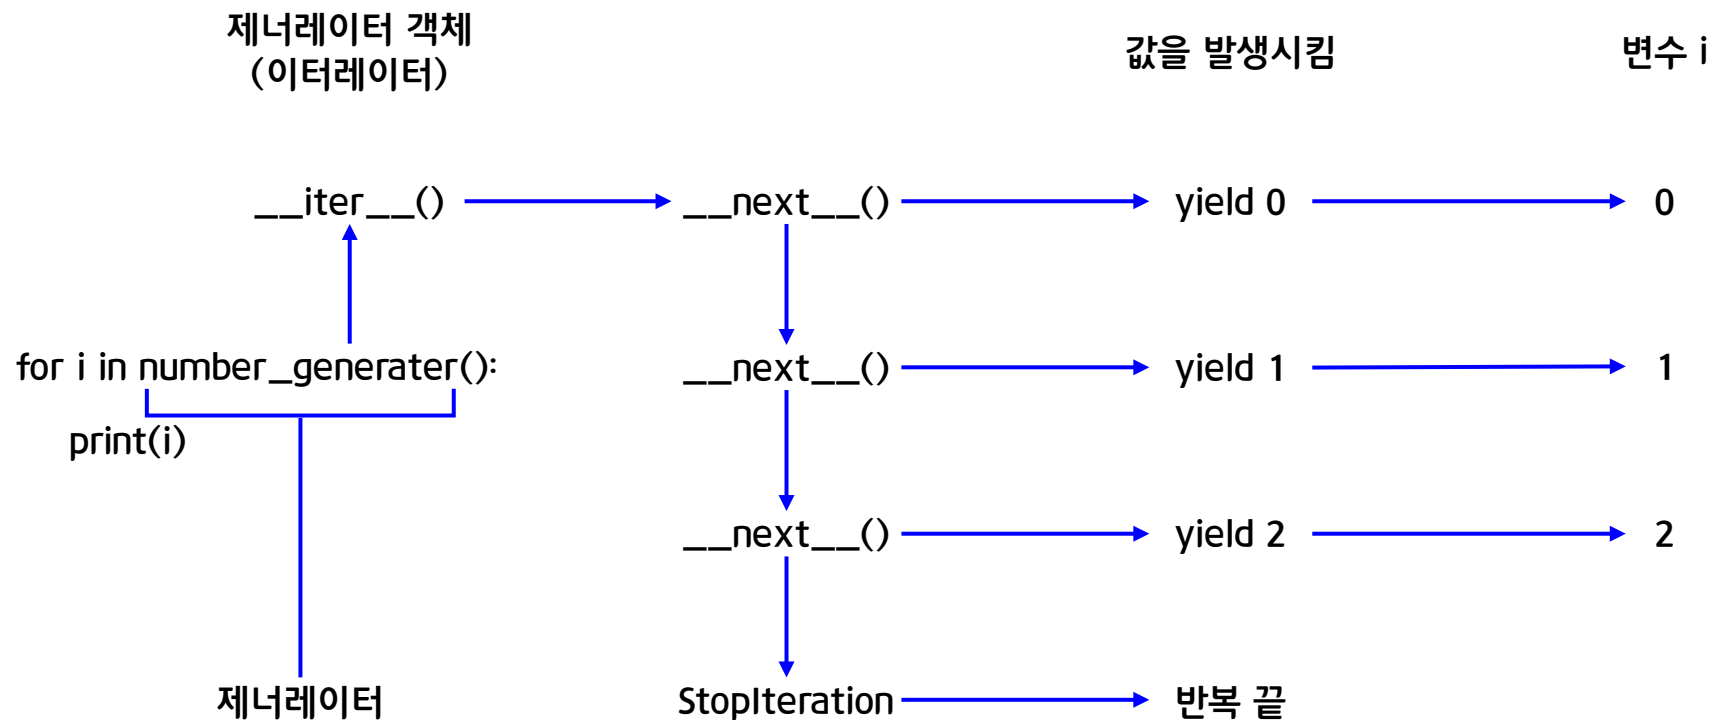 제너레이터 객체
(이터레이터)
값을 발생시킴
변수 i
__iter__()
__next__()
yield 0
0
for i in number_generater():
print(i)
__next__()
yield 1
1
__next__()
yield 2
2
제너레이터
StopIteration
반복 끝